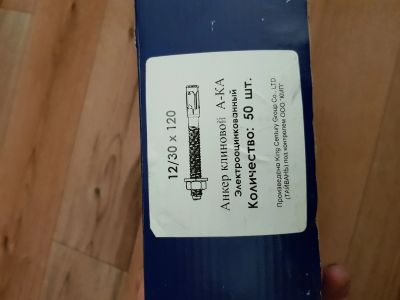 12/30 x 120
Анкер клиновой А-КА
Электрооцинкованный
Количество: 50 шт.
Произведено King Century Group Co., LTD
(ТАЙВАНЬ) под контролем ООО "КИП"